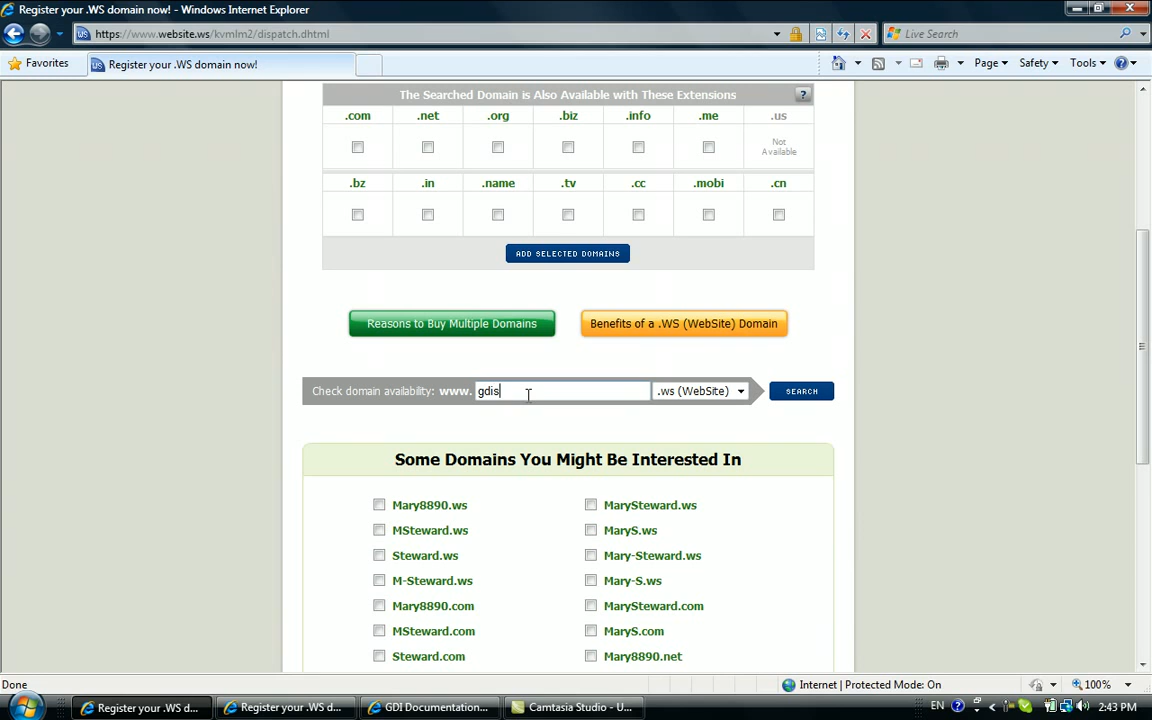 Register your .WS domain now! - Windows Internet Explorer
https://www.website.ws/kvmlm2/dispatch.dhtml
Live Search
Favorites
Register your .WS domain now!
Page
Safety
Tools
The Searched Domain is Also Available with These Extensions ?
.com .net .org .biz .info .me .us
Not
Available
.bz .in .name .tv .cc .mobi .cn
ADD SELECTED DOMAINS
Reasons to Buy Multiple Domains
Benefits of a .WS (WebSite) Domain
Check domain availability: www. gdis .ws (WebSite) SEARCH
Some Domains You Might Be Interested In
Mary8890.ws MarySteward.ws
MSteward.ws MaryS.ws
Steward.ws Mary-Steward.ws
M-Steward.ws Mary-S.ws
Mary8890.com MarySteward.com
MSteward.com MaryS.com
Steward.com Mary8890.net
Done
Internet | Protected Mode: On
100%
Register your .WS d...
Register your .WS d...
GDI Documentation...
Camtasia Studio - U...
EN
2:43 PM